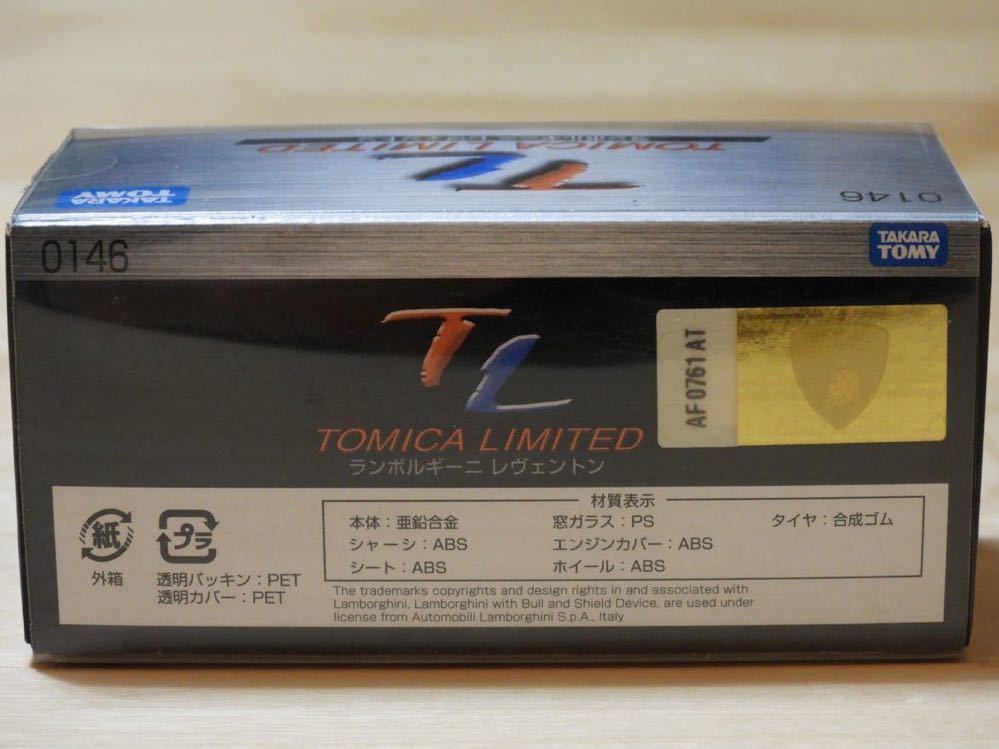 TOMICA LIMITED
TL
TAKARA
TOMY
0146
0146
TAKARA
TOMY
TL
AF 0761 AT
TOMICA LIMITED
ランボルギーニ レヴェントン
紙
外箱
プラ
透明パッキン：PET
透明カバー：PET
材質表示
本体：亜鉛合金
窓ガラス：PS
タイヤ：合成ゴム
シャーシ：ABS
エンジンカバー：ABS
シート：ABS
ホイール：ABS
The trademarks copyrights and design rights in and associated with
Lamborghini, Lamborghini with Bull and Shield Device, are used under
license from Automobili Lamborghini S.p.A., Italy